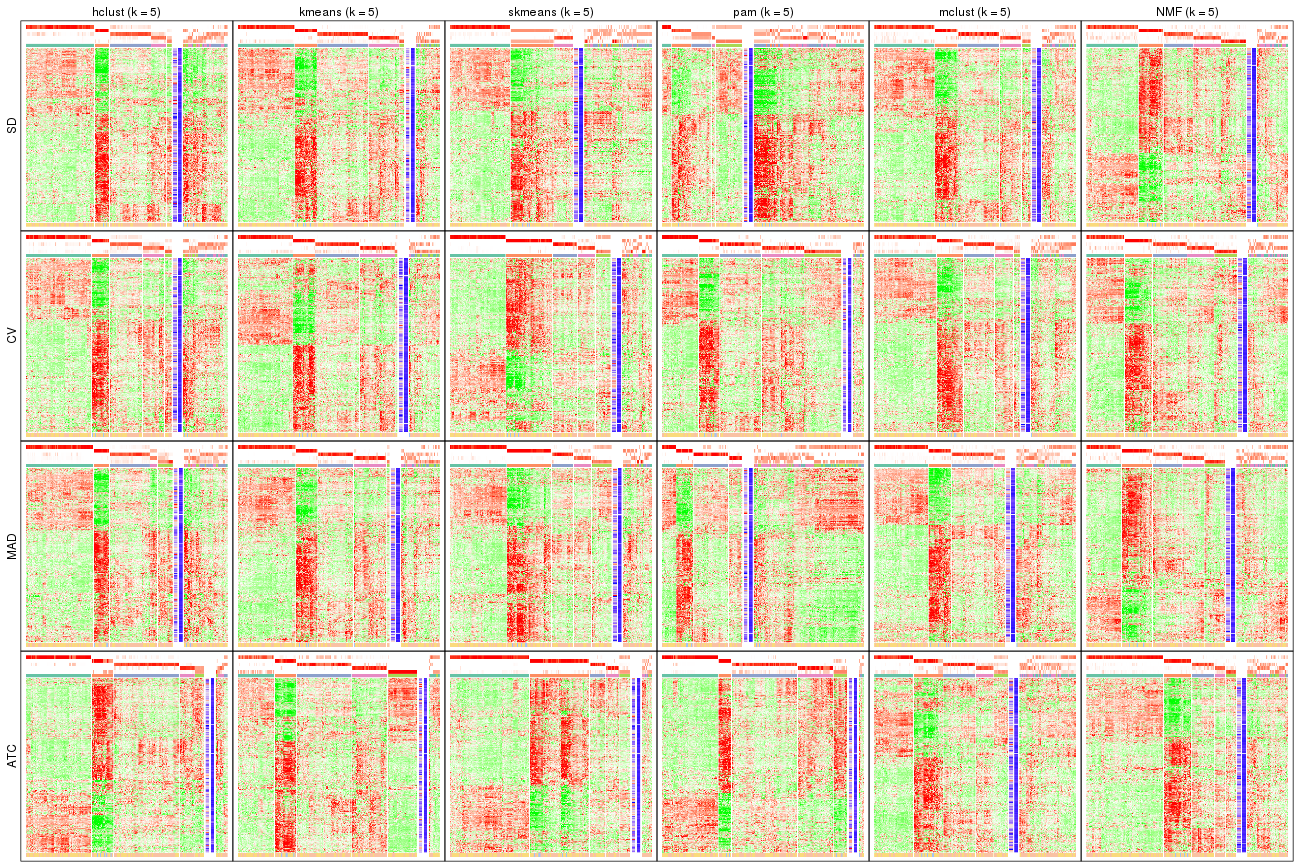 hclust (k = 5) kmeans (k = 5) skmeans (k = 5) pam (k = 5) mclust (k = 5) NMF (k = 5)
SD
CV
MAD
ATC